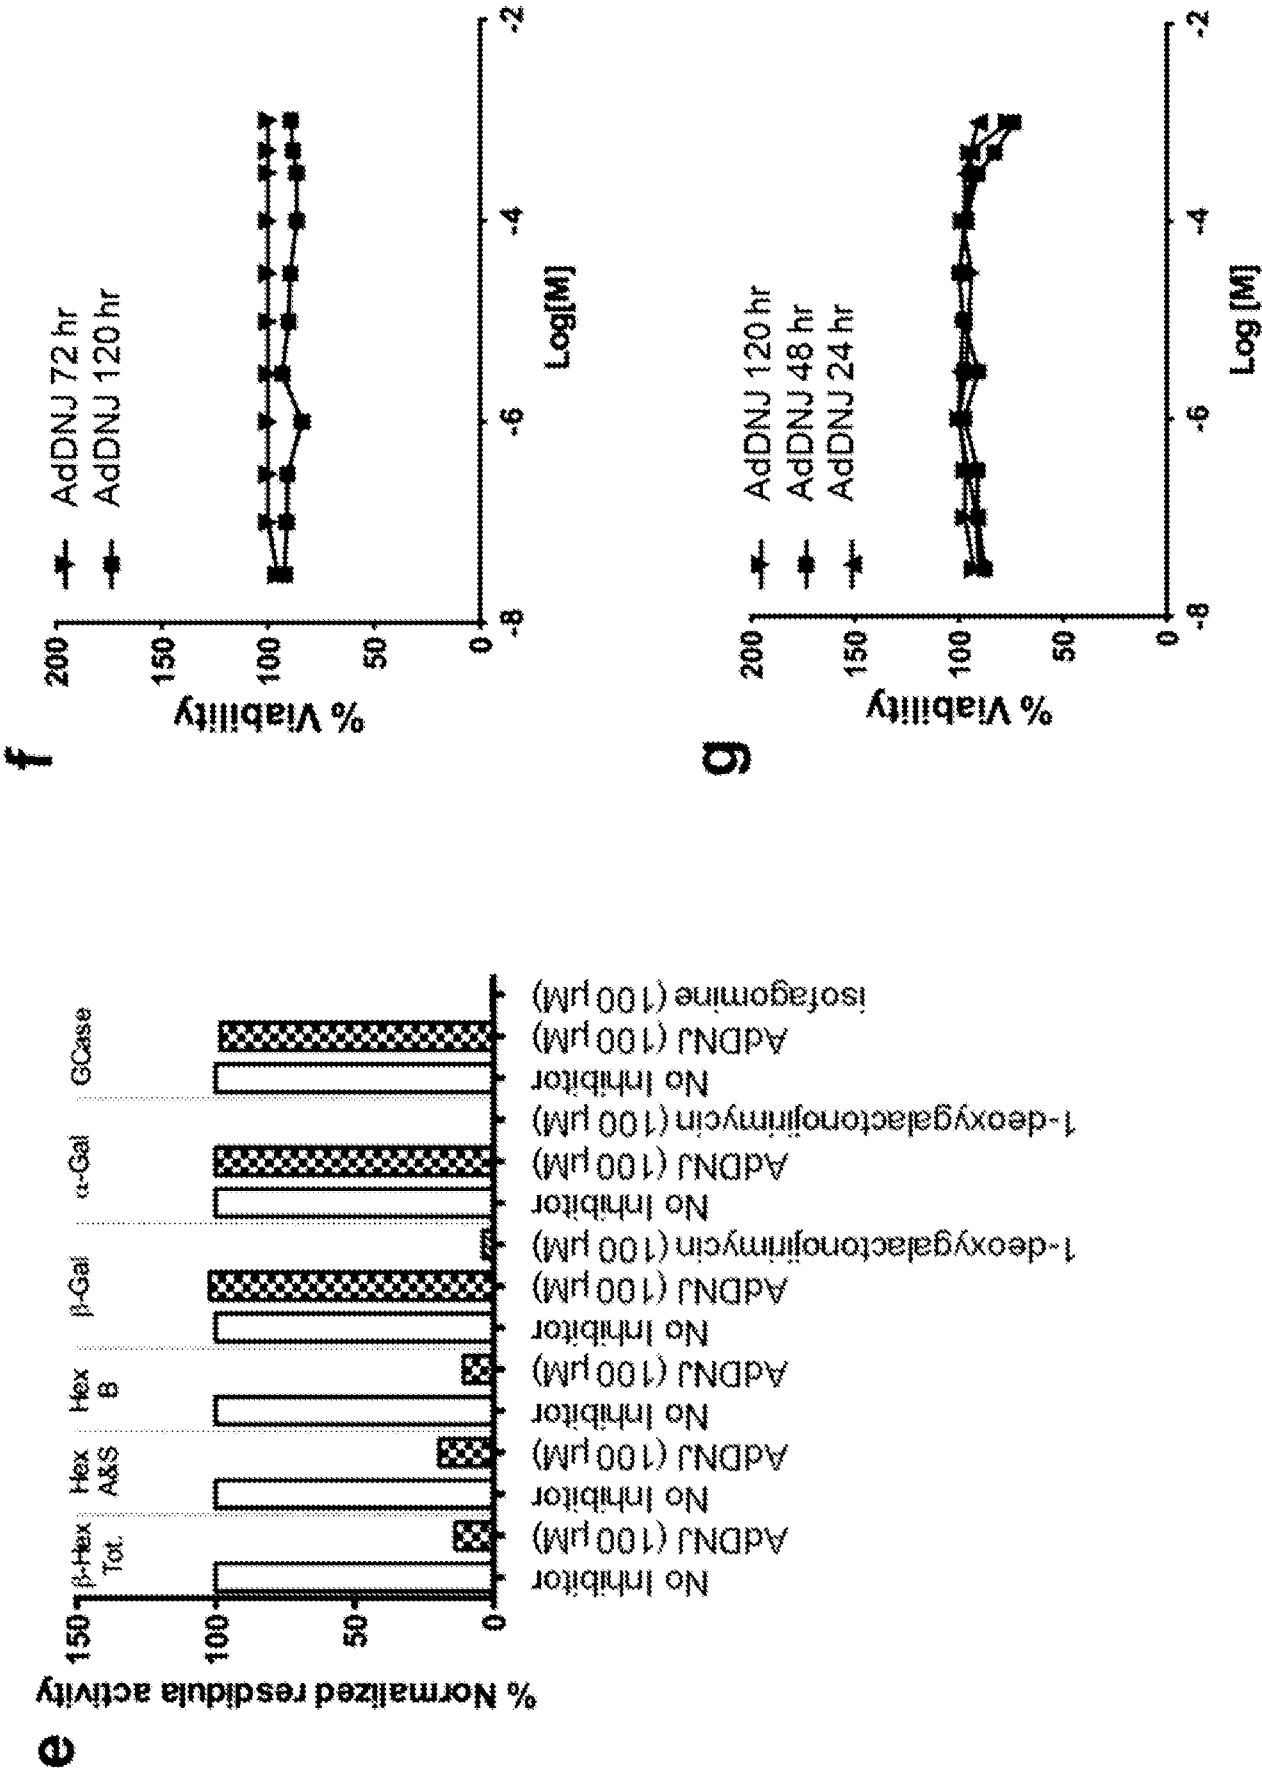 e
% Normalized residula activity
150
100
50
0
β-Hex
Tot.
Hex
A&S
Hex
B
β-Gal
α-Gal
GCase
No Inhibitor
AdDNJ (100 µM)
No Inhibitor
AdDNJ (100 µM)
No Inhibitor
AdDNJ (100 µM)
No Inhibitor
AdDNJ (100 µM)
1-deoxygalactonojirimycin (100 µM)
No Inhibitor
AdDNJ (100 µM)
1-deoxygalactonojirimycin (100 µM)
No Inhibitor
AdDNJ (100 µM)
isofagomine (100 µM)
f
% Viability
200
150
100
50
0
AdDNJ 72 hr
AdDNJ 120 hr
-8
-6
-4
-2
Log[M]
g
% Viability
200
150
100
50
0
AdDNJ 120 hr
AdDNJ 48 hr
AdDNJ 24 hr
-8
-6
-4
-2
Log [M]